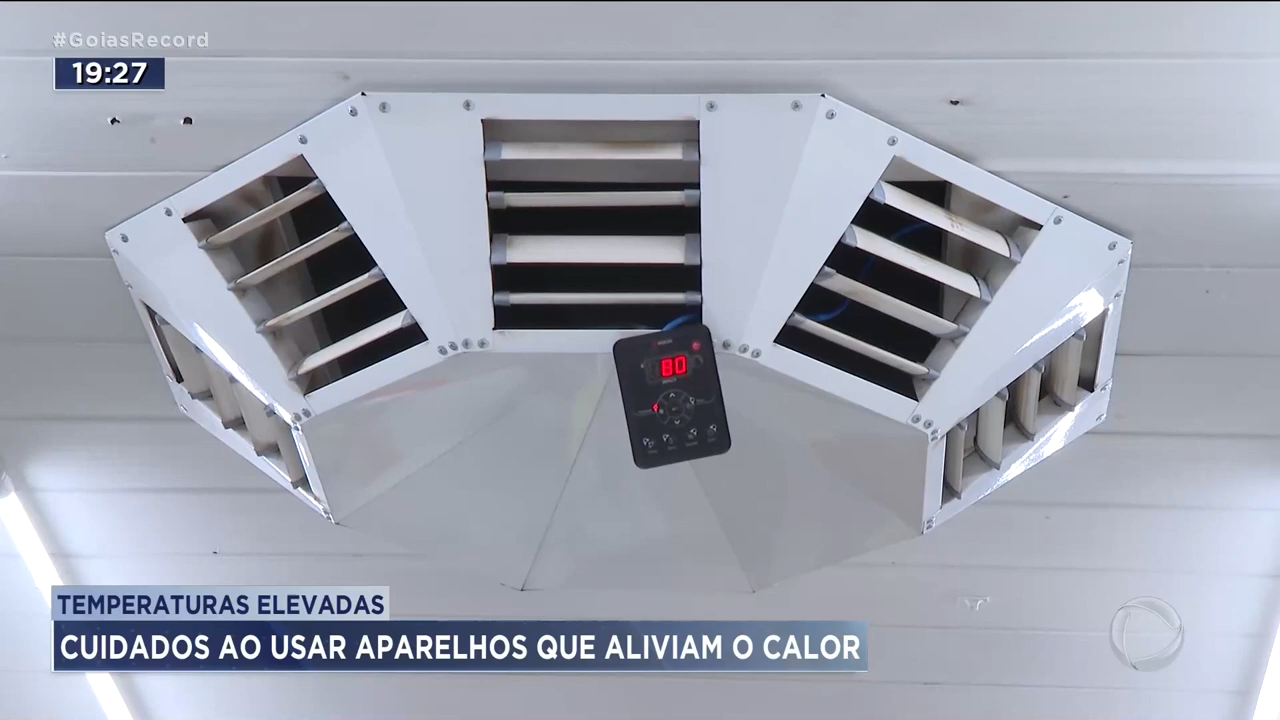 #GoiasRecord
19:27
80
TEMPERATURAS ELEVADAS
CUIDADOS AO USAR APARELHOS QUE ALIVIAM O CALOR